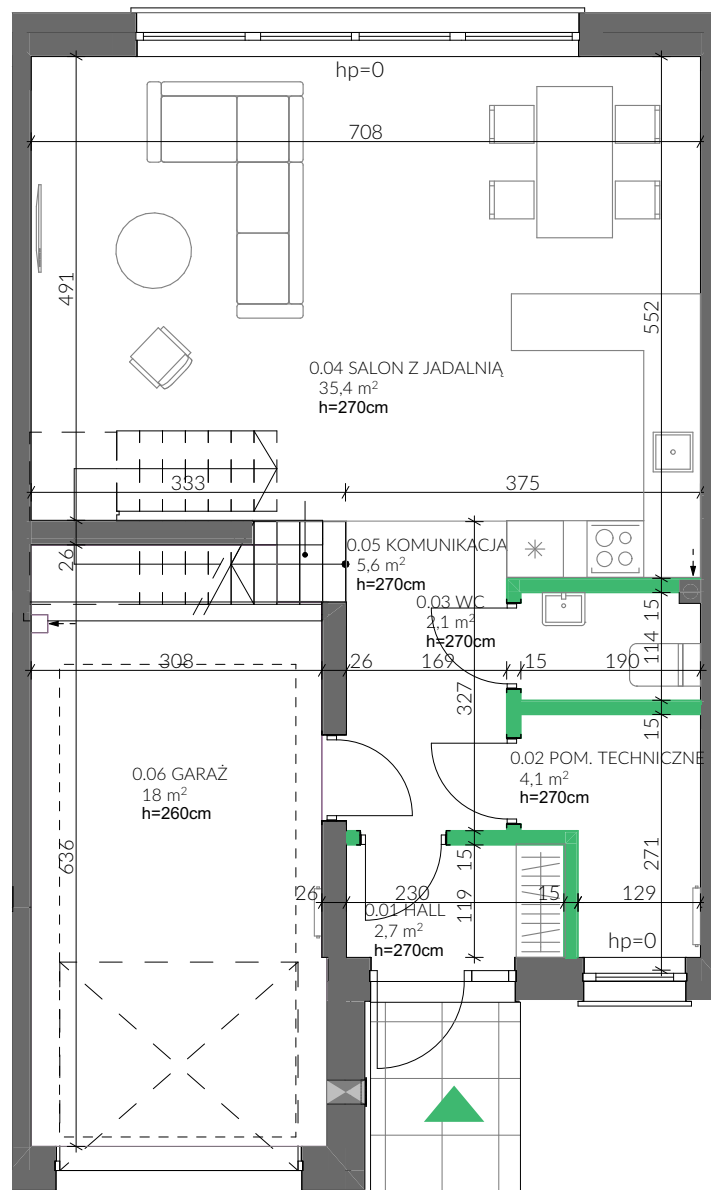 hp=0
708
491
552
0.04 SALON Z JADALNIĄ
35,4 m²
h=270cm
333
375
26
0.05 KOMUNIKACJA
5,6 m²
h=270cm
0.03 WC
2,1 m²
h=270cm
15
114
308
26
169
15
190
327
15
0.02 POM. TECHNICZNE
4,1 m²
h=270cm
0.06 GARAŻ
18 m²
h=260cm
636
15
271
26
230
119
15
129
0.01 HALL
2,7 m²
h=270cm
hp=0